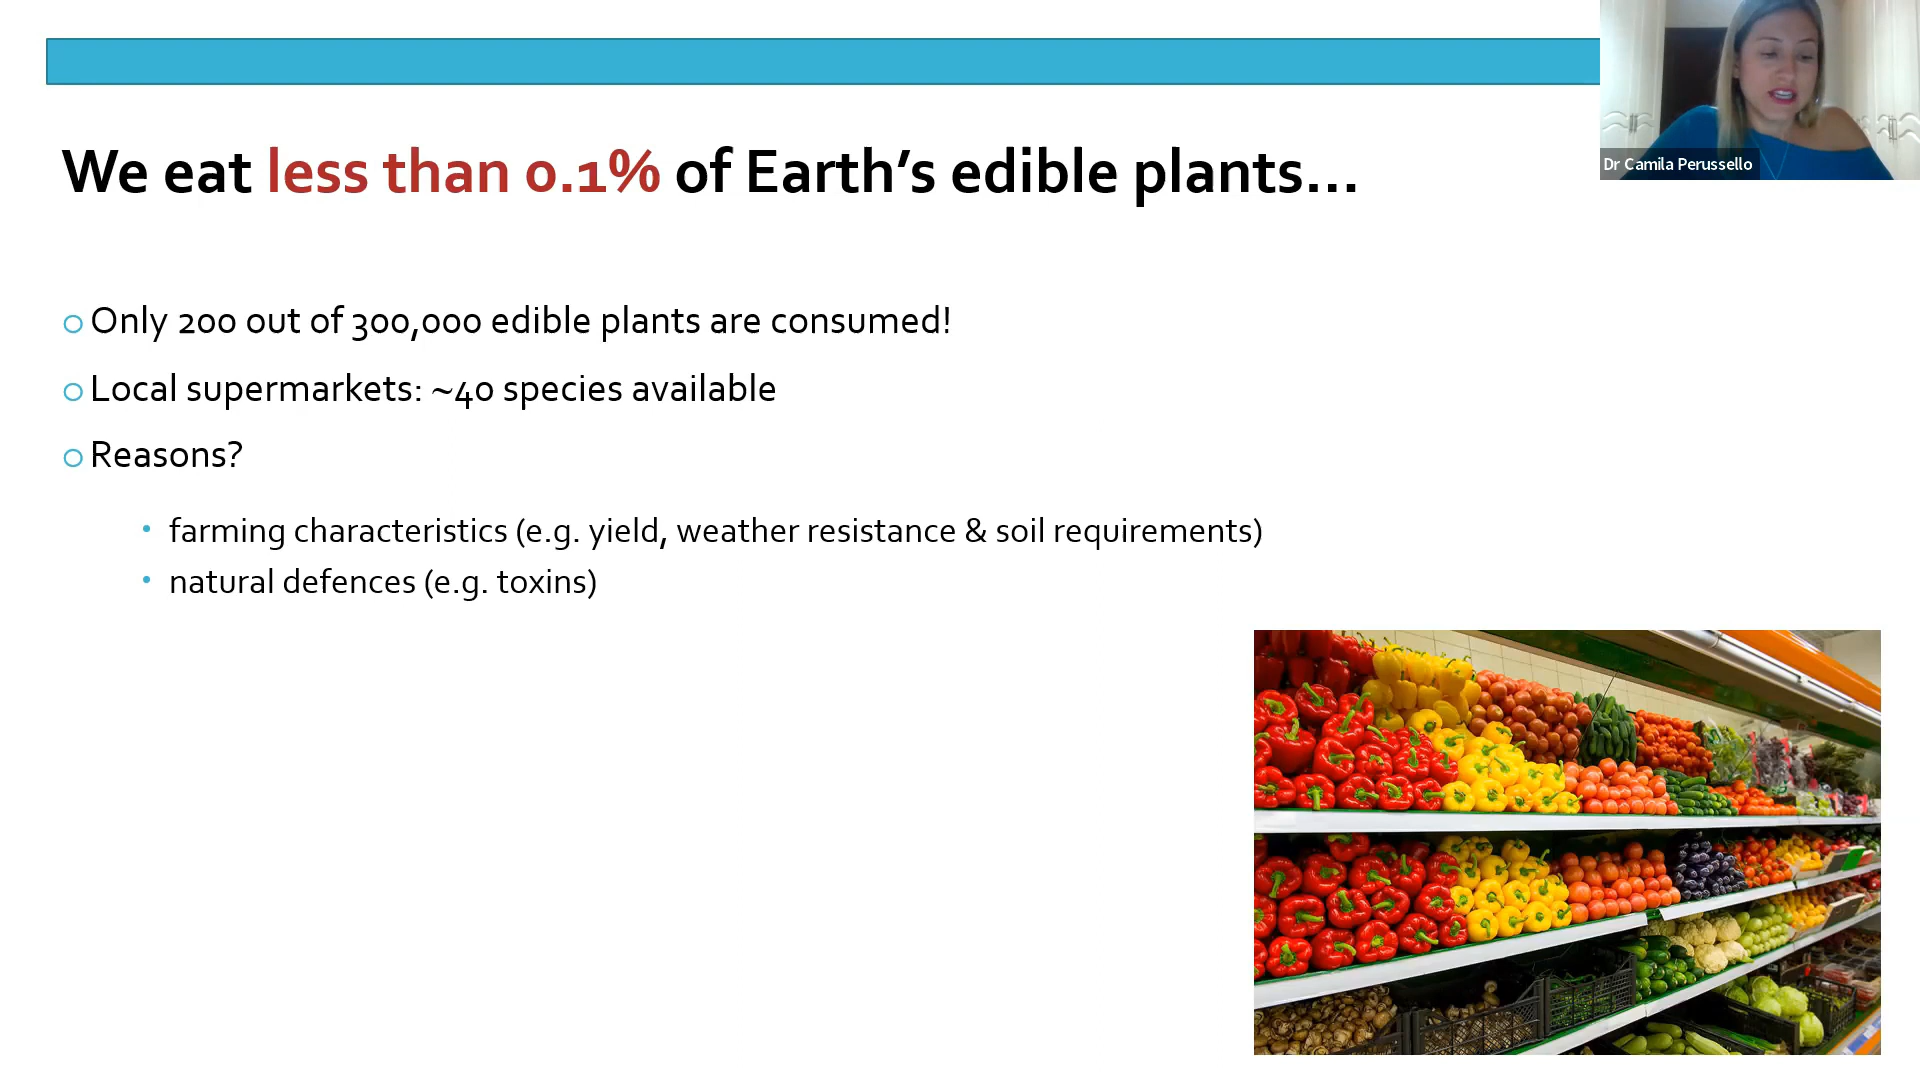 We eat less than 0.1% of Earth’s edible plants...
Dr Camila Perussello
Only 200 out of 300,000 edible plants are consumed!
Local supermarkets: ~40 species available
Reasons?
farming characteristics (e.g. yield, weather resistance & soil requirements)
natural defences (e.g. toxins)